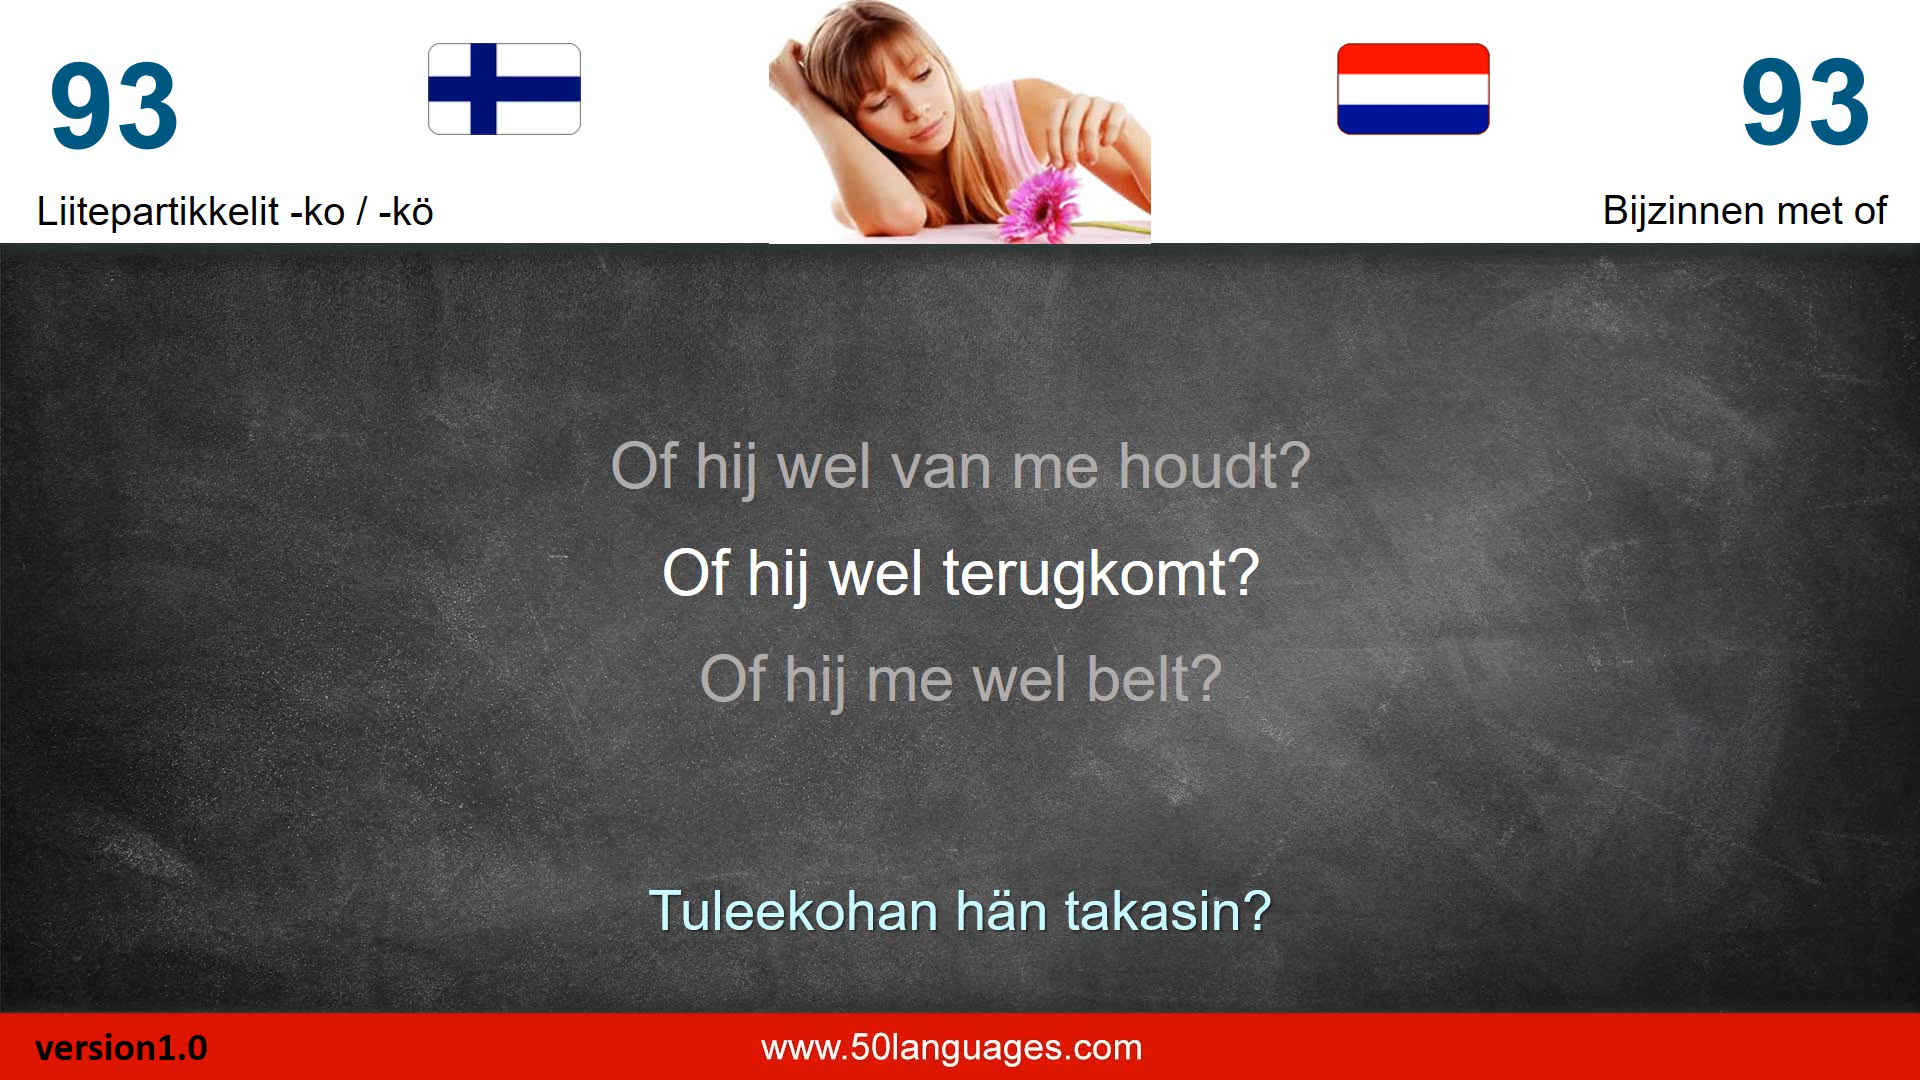 93
93
Liitepartikkelit -ko / -kö
Bijzinnen met of
Of hij wel van me houdt?
Of hij wel terugkomt?
Of hij me wel belt?
Tuleekohan hän takasin?
version1.0
www.50languages.com